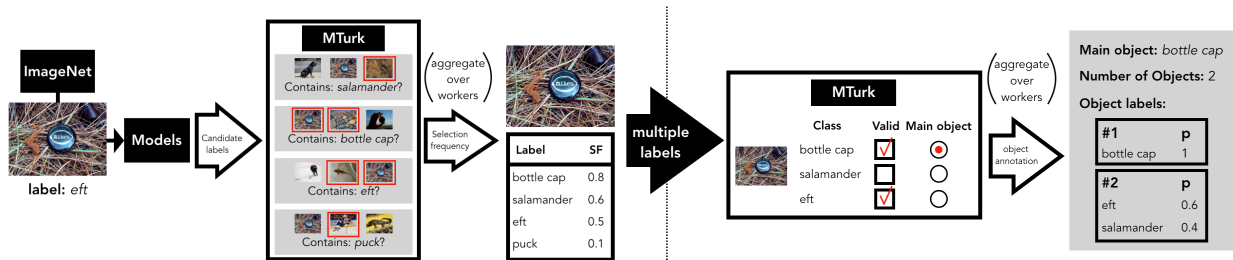 ImageNet
label: eft
Models
Candidate
labels
MTurk
Contains: salamander?
Contains: bottle cap?
Contains: eft?
Contains: puck?
(aggregate
over
workers)
Selection
frequency
Label SF
bottle cap 0.8
salamander 0.6
eft 0.5
puck 0.1
multiple
labels
MTurk
Class Valid Main object
bottle cap
salamander
eft
(aggregate
over
workers)
object
annotation
Main object: bottle cap
Number of Objects: 2
Object labels:
#1 p
bottle cap 1
#2 p
eft 0.6
salamander 0.4